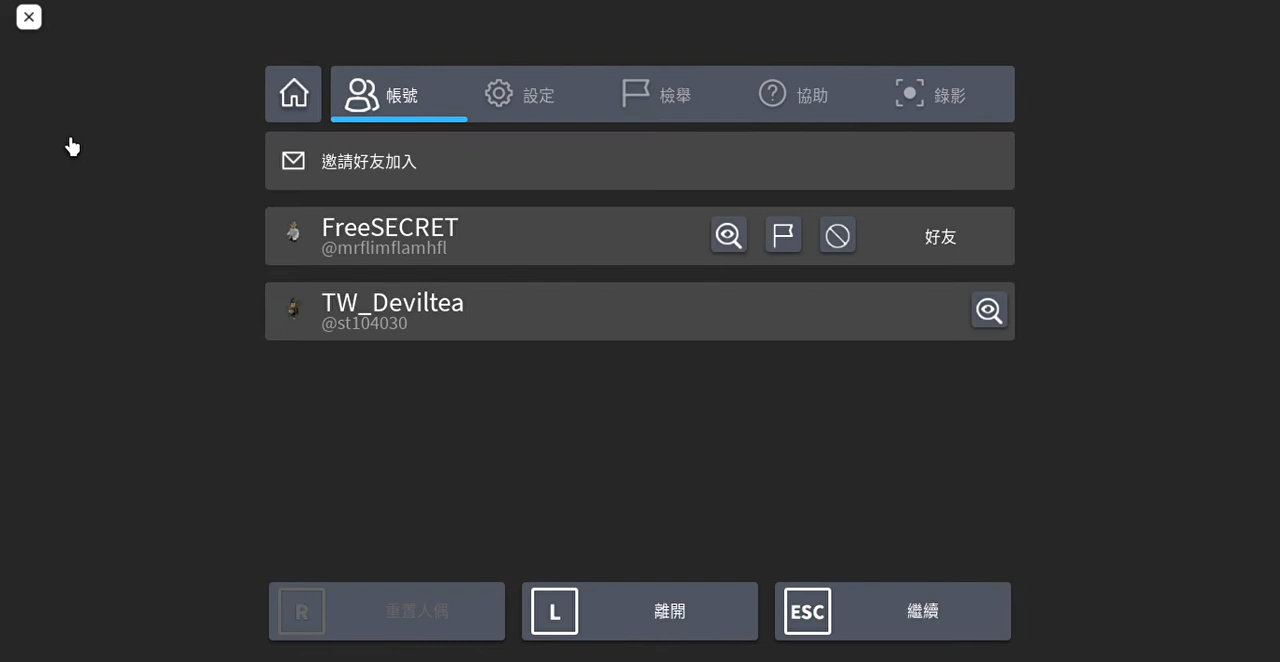 帳號
設定
檢舉
協助
錄影
邀請好友加入
FreeSECRET
@mrflimflamhfl
好友
TW_Deviltea
@st104030
R 重置人偶
L 離開
ESC 繼續